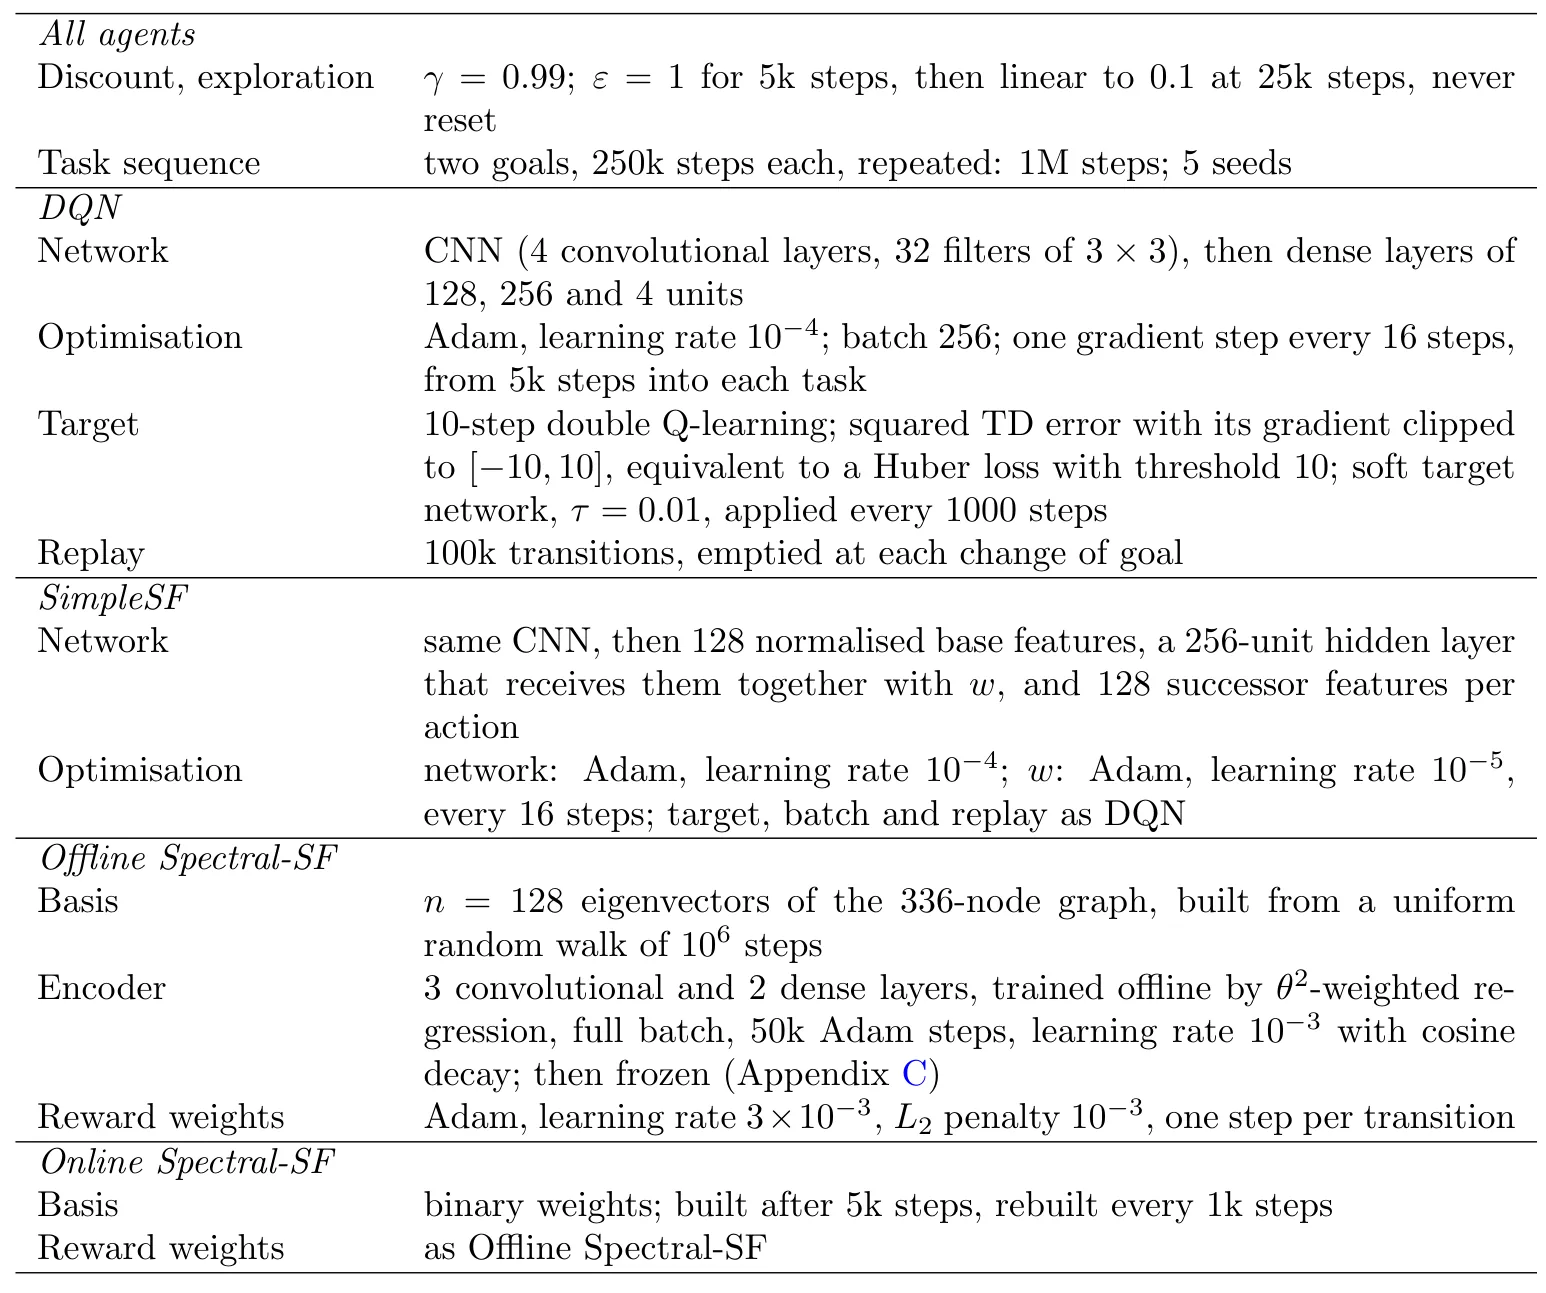 All agents
Discount, exploration γ = 0.99; ε = 1 for 5k steps, then linear to 0.1 at 25k steps, never
reset
Task sequence two goals, 250k steps each, repeated: 1M steps; 5 seeds
DQN
Network CNN (4 convolutional layers, 32 filters of 3 × 3), then dense layers of
128, 256 and 4 units
Optimisation Adam, learning rate 10⁻⁴; batch 256; one gradient step every 16 steps,
from 5k steps into each task
Target 10-step double Q-learning; squared TD error with its gradient clipped
to [−10, 10], equivalent to a Huber loss with threshold 10; soft target
network, τ = 0.01, applied every 1000 steps
Replay 100k transitions, emptied at each change of goal
SimpleSF
Network same CNN, then 128 normalised base features, a 256-unit hidden layer
that receives them together with w, and 128 successor features per
action
Optimisation network: Adam, learning rate 10⁻⁴; w: Adam, learning rate 10⁻⁵,
every 16 steps; target, batch and replay as DQN
Offline Spectral-SF
Basis n = 128 eigenvectors of the 336-node graph, built from a uniform
random walk of 10⁶ steps
Encoder 3 convolutional and 2 dense layers, trained offline by θ²-weighted re-
gression, full batch, 50k Adam steps, learning rate 10⁻³ with cosine
decay; then frozen (Appendix C)
Reward weights Adam, learning rate 3×10⁻³, L₂ penalty 10⁻³, one step per transition
Online Spectral-SF
Basis binary weights; built after 5k steps, rebuilt every 1k steps
Reward weights as Offline Spectral-SF